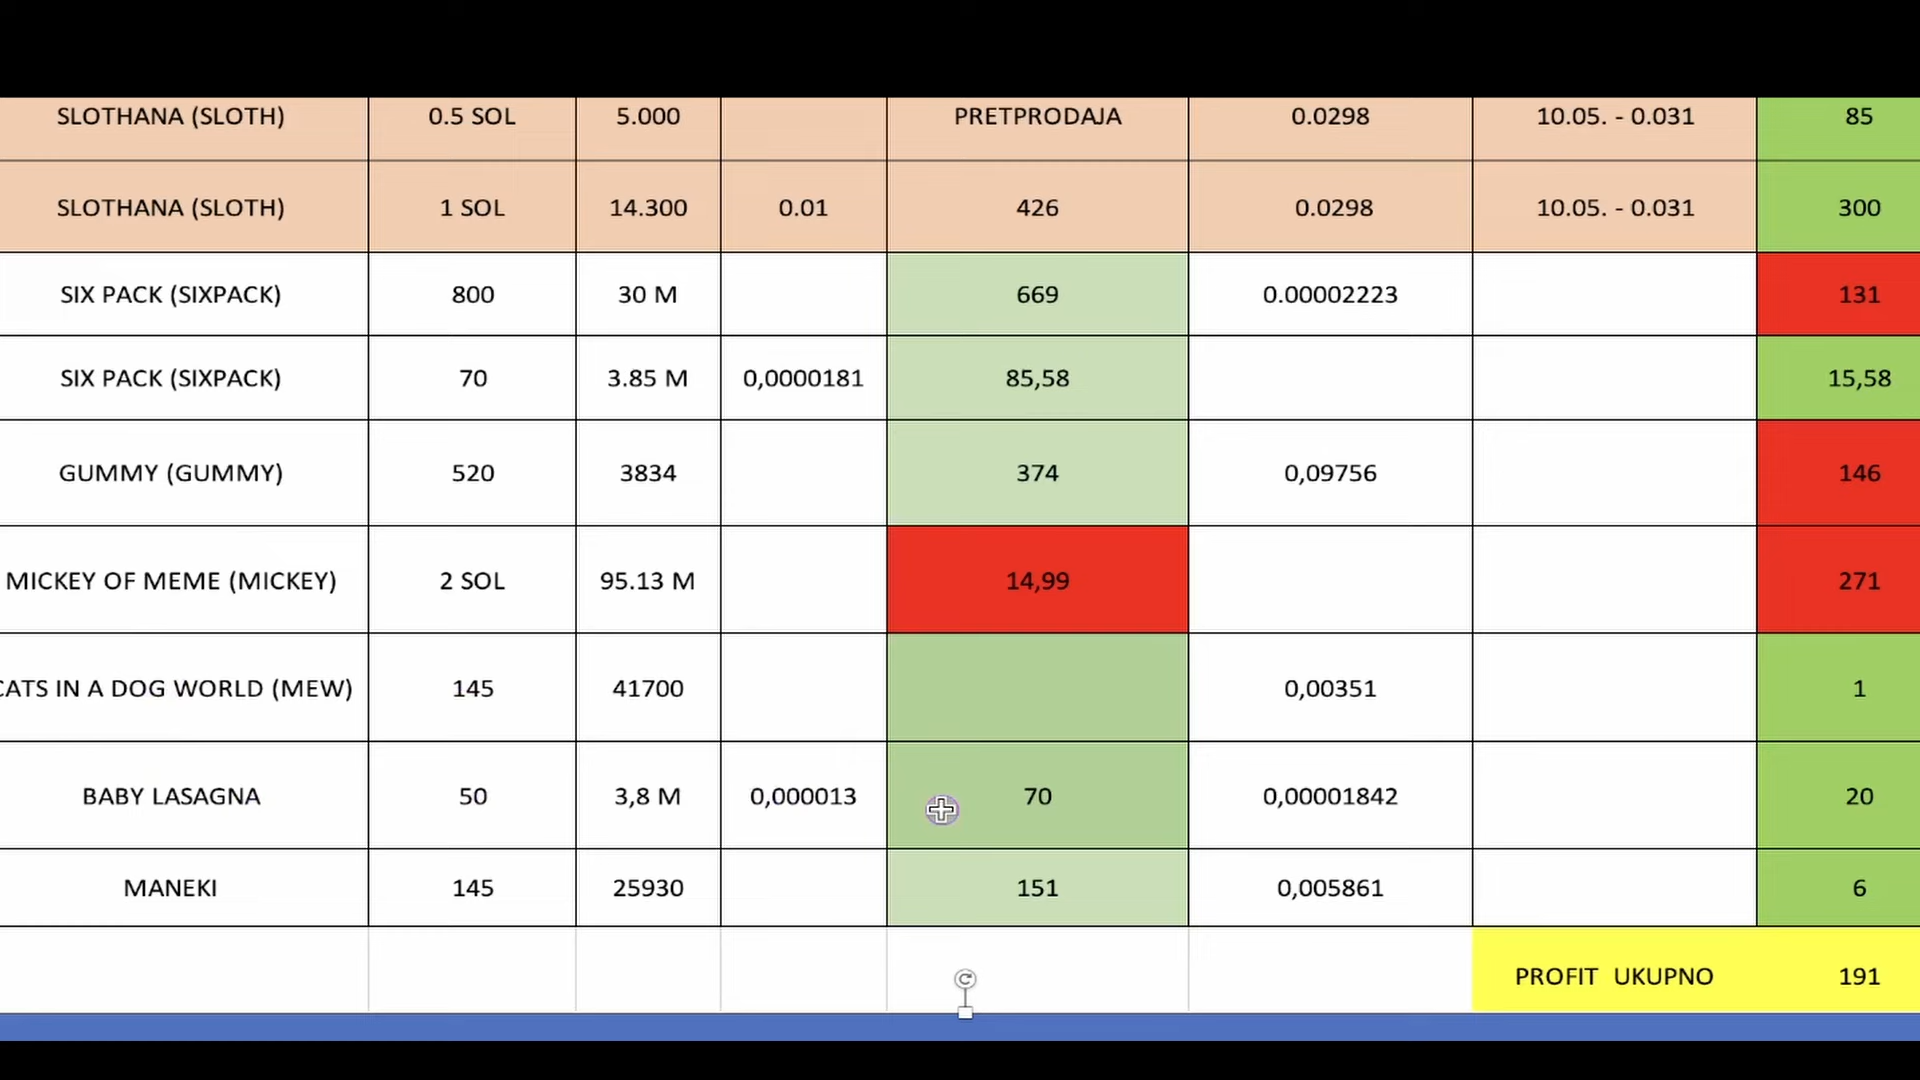 SLOTHANA (SLOTH) 0.5 SOL 5.000 PRETPRODAJA 0.0298 10.05. - 0.031 85
SLOTHANA (SLOTH) 1 SOL 14.300 0.01 426 0.0298 10.05. - 0.031 300
SIX PACK (SIXPACK) 800 30 M 669 0.00002223 131
SIX PACK (SIXPACK) 70 3.85 M 0,0000181 85,58 15,58
GUMMY (GUMMY) 520 3834 374 0,09756 146
MICKEY OF MEME (MICKEY) 2 SOL 95.13 M 14,99 271
CATS IN A DOG WORLD (MEW) 145 41700 0,00351 1
BABY LASAGNA 50 3,8 M 0,000013 70 0,00001842 20
MANEKI 145 25930 151 0,005861 6
PROFIT UKUPNO 191